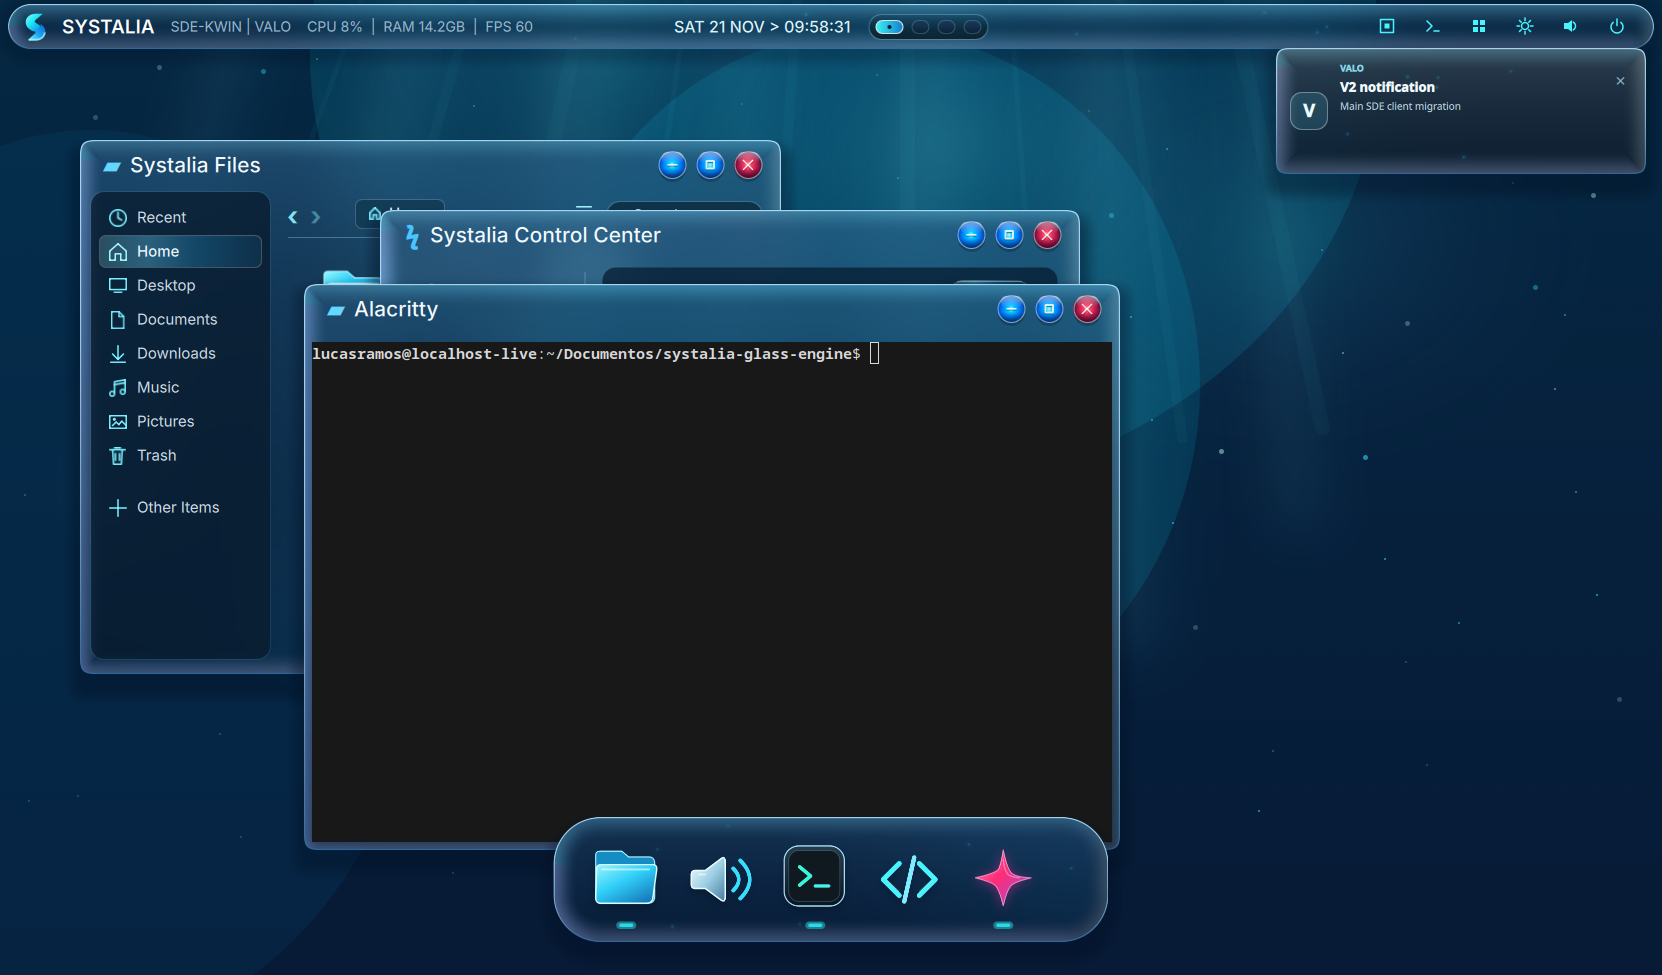 SYSTALIA SDE-KWIN | VALO CPU 8% | RAM 14.2GB | FPS 60 SAT 21 NOV > 09:58:31
VALO
V2 notification
Main SDE client migration
V
Systalia Files
Recent
Home
Desktop
Documents
Downloads
Music
Pictures
Trash
Other Items
Systalia Control Center
Alacritty
lucasramos@localhost-live:~/Documentos/systalia-glass-engine$